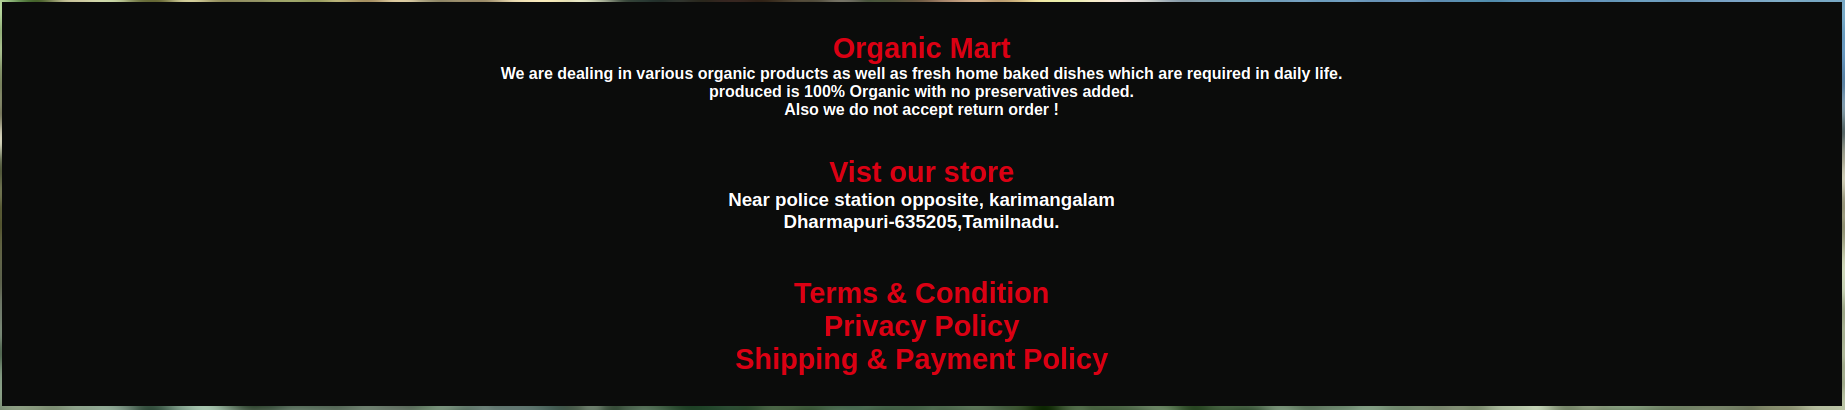 Organic Mart
We are dealing in various organic products as well as fresh home baked dishes which are required in daily life.
produced is 100% Organic with no preservatives added.
Also we do not accept return order !
Vist our store
Near police station opposite, karimangalam
Dharmapuri-635205,Tamilnadu.
Terms & Condition
Privacy Policy
Shipping & Payment Policy